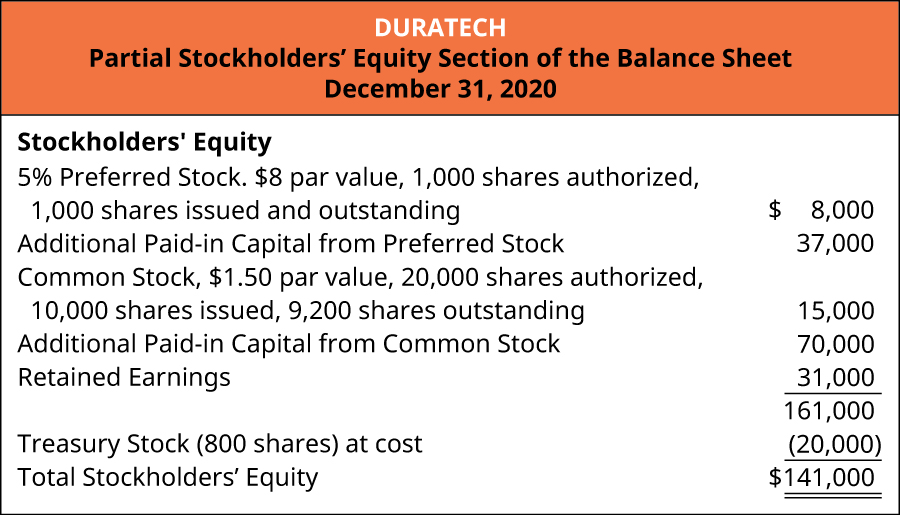 DURATECH
Partial Stockholders’ Equity Section of the Balance Sheet
December 31, 2020
Stockholders' Equity
5% Preferred Stock. $8 par value, 1,000 shares authorized,
1,000 shares issued and outstanding $ 8,000
Additional Paid-in Capital from Preferred Stock 37,000
Common Stock, $1.50 par value, 20,000 shares authorized,
10,000 shares issued, 9,200 shares outstanding 15,000
Additional Paid-in Capital from Common Stock 70,000
Retained Earnings 31,000
161,000
Treasury Stock (800 shares) at cost (20,000)
Total Stockholders’ Equity $141,000